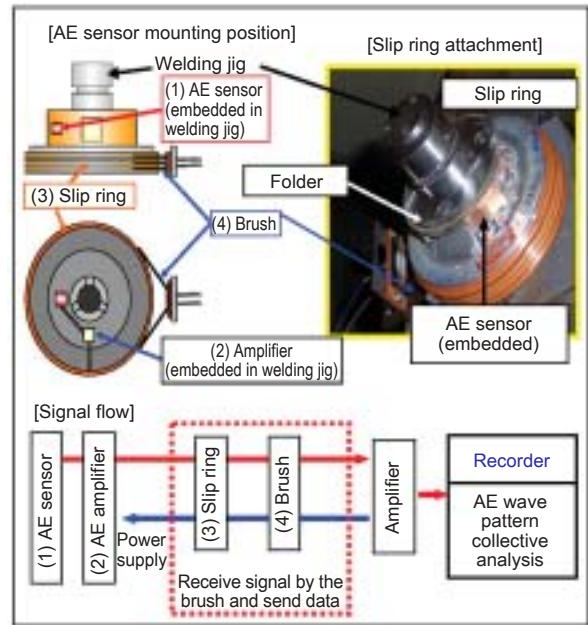 [AE sensor mounting position]
Welding jig
(1) AE sensor
(embedded in
welding jig)
(3) Slip ring
(4) Brush
(2) Amplifier
(embedded in welding jig)
[Slip ring attachment]
Slip ring
Folder
AE sensor
(embedded)
[Signal flow]
(1) AE sensor
(2) AE amplifier
Power
supply
(3) Slip ring
(4) Brush
Receive signal by the
brush and send data
Amplifier
Recorder
AE wave
pattern
collective
analysis